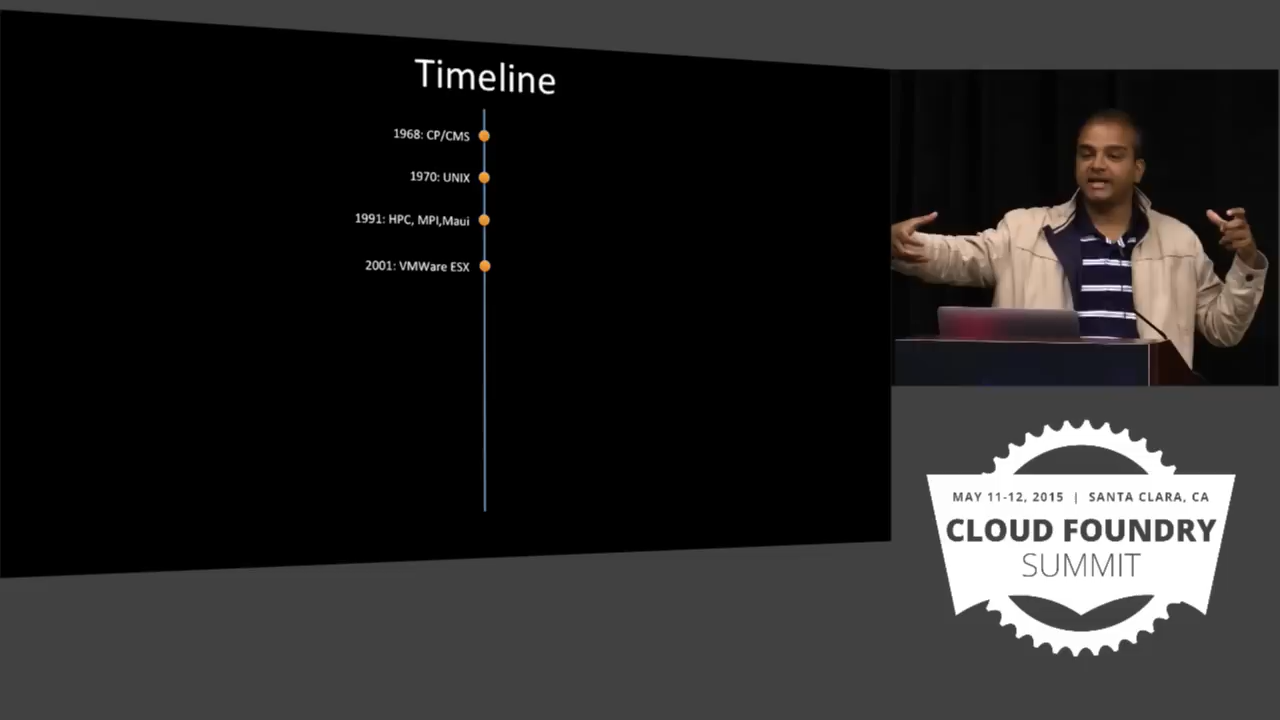 Timeline
1968: CP/CMS
1970: UNIX
1991: HPC, MPI,Maui
2001: VMWare ESX
MAY 11-12, 2015 | SANTA CLARA, CA
CLOUD FOUNDRY
SUMMIT